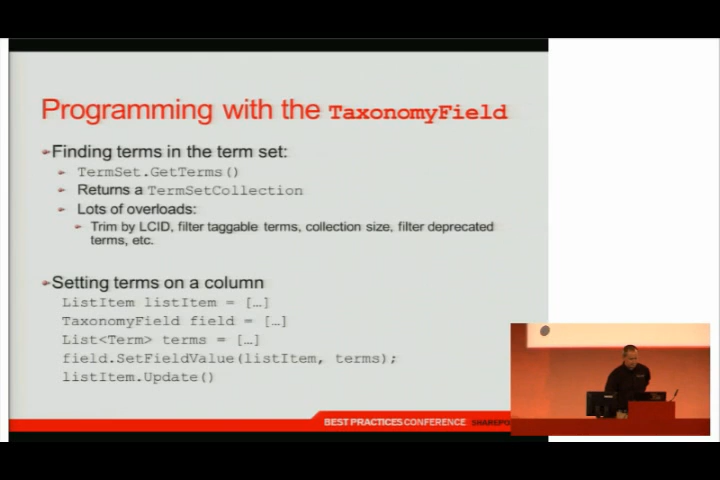 Programming with the TaxonomyField
Finding terms in the term set:
TermSet.GetTerms()
Returns a TermSetCollection
Lots of overloads:
Trim by LCID, filter taggable terms, collection size, filter deprecated
terms, etc.
Setting terms on a column
ListItem listItem = […]
TaxonomyField field = […]
List<Term> terms = […]
field.SetFieldValue(listItem, terms);
listItem.Update()
BEST PRACTICES CONFERENCE SHAREPO